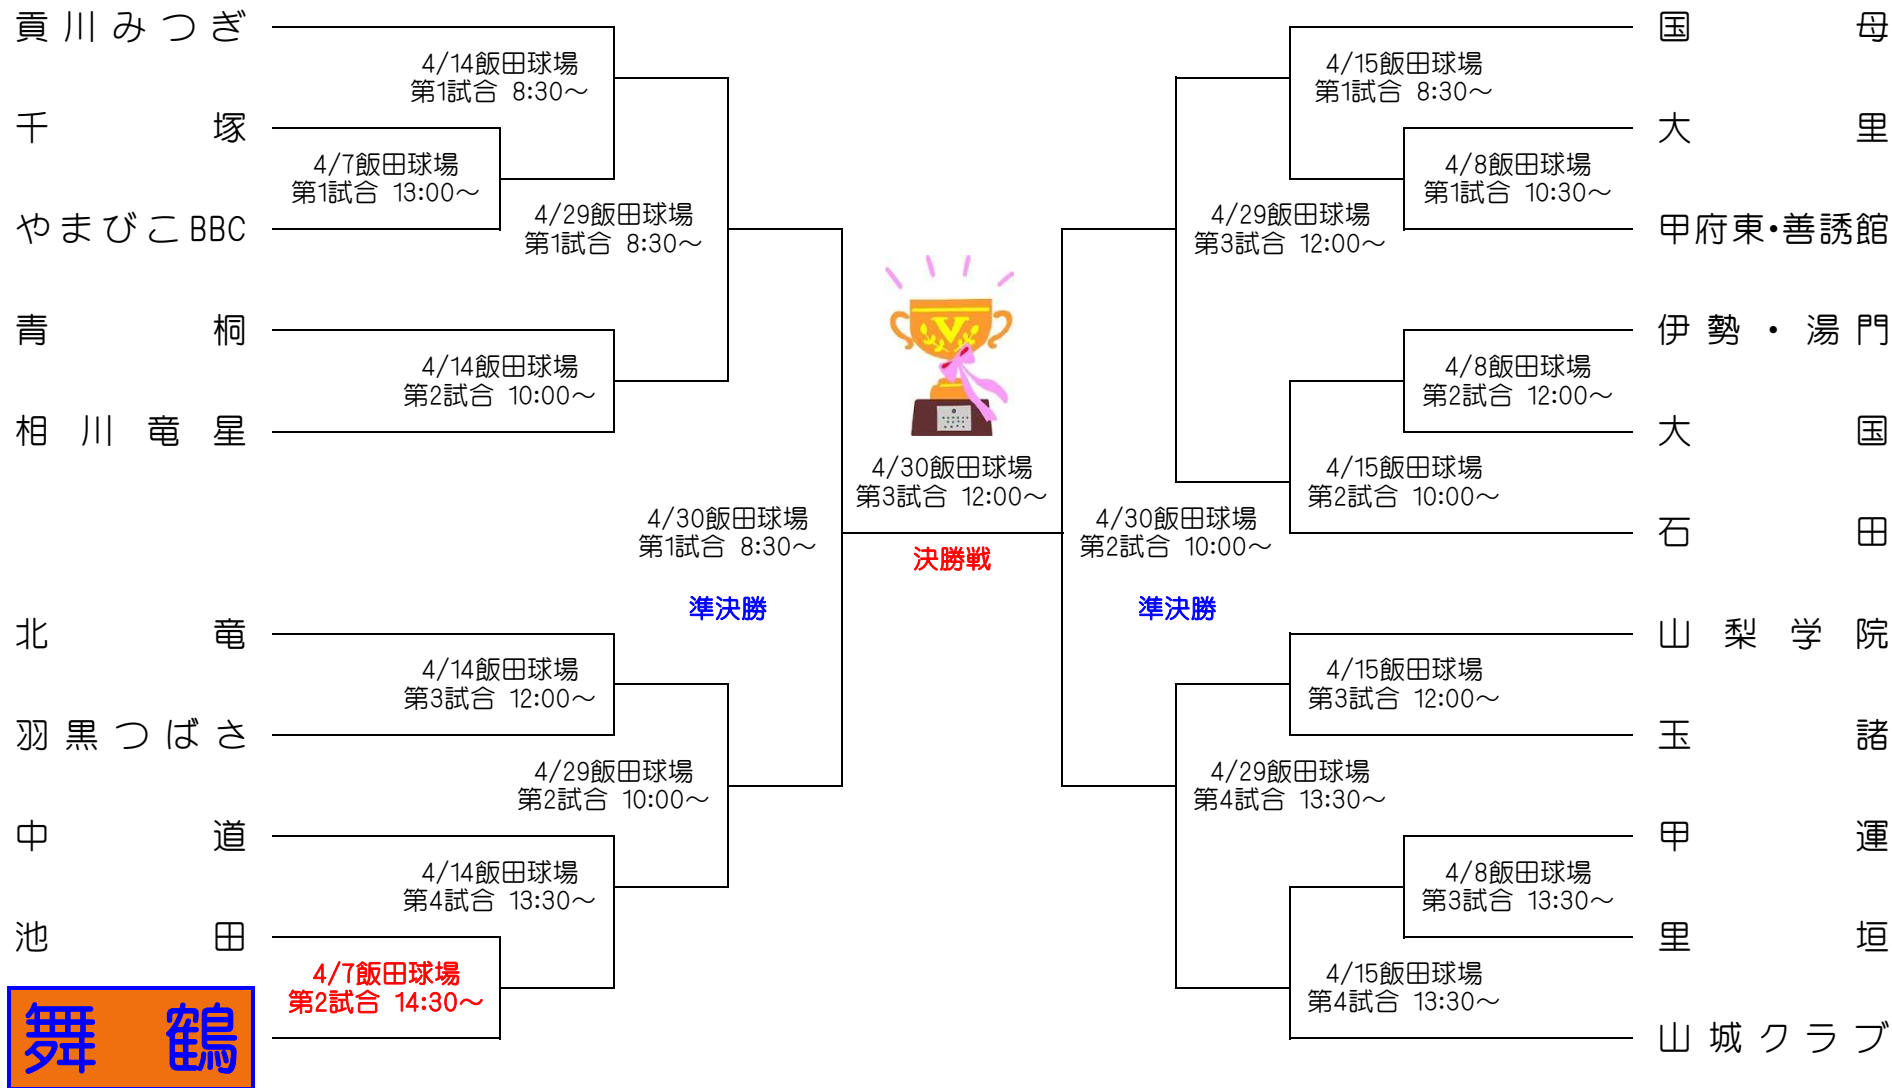 貢川みつぎ
国母
4/14飯田球場
第1試合 8:30～
4/15飯田球場
第1試合 8:30～
千塚
大里
4/7飯田球場
第1試合 13:00～
4/8飯田球場
第1試合 10:30～
やまびこBBC
4/29飯田球場
第1試合 8:30～
4/29飯田球場
第3試合 12:00～
甲府東・善誘館
V
青桐
伊勢・湯門
4/14飯田球場
第2試合 10:00～
4/8飯田球場
第2試合 12:00～
相川竜星
大国
4/30飯田球場
第3試合 12:00～
4/15飯田球場
第2試合 10:00～
4/30飯田球場
第1試合 8:30～
4/30飯田球場
第2試合 10:00～
石田
決勝戦
準決勝
準決勝
北竜
山梨学院
4/14飯田球場
第3試合 12:00～
4/15飯田球場
第3試合 12:00～
羽黒つばさ
玉諸
4/29飯田球場
第2試合 10:00～
4/29飯田球場
第4試合 13:30～
中道
甲運
4/14飯田球場
第4試合 13:30～
4/8飯田球場
第3試合 13:30～
池田
里垣
4/7飯田球場
第2試合 14:30～
4/15飯田球場
第4試合 13:30～
舞鶴
山城クラブ